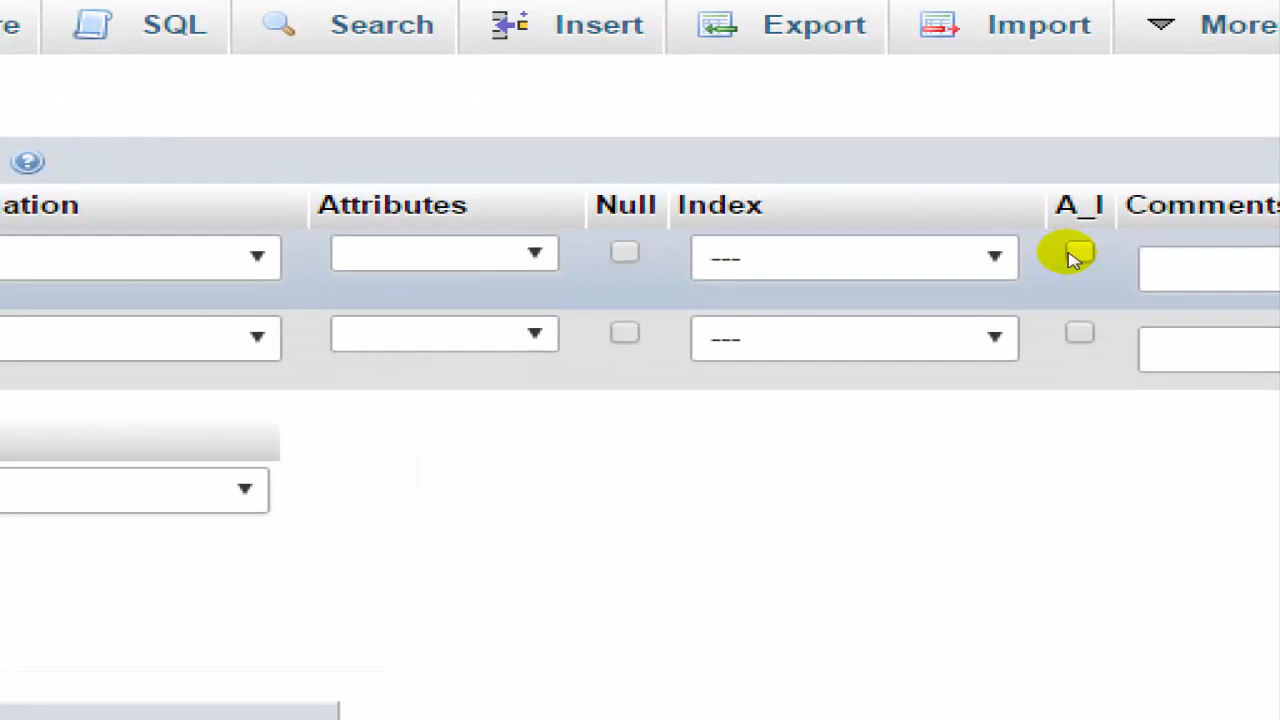 re SQL Search Insert Export Import More
ation Attributes Null Index A_I Comments
---
---